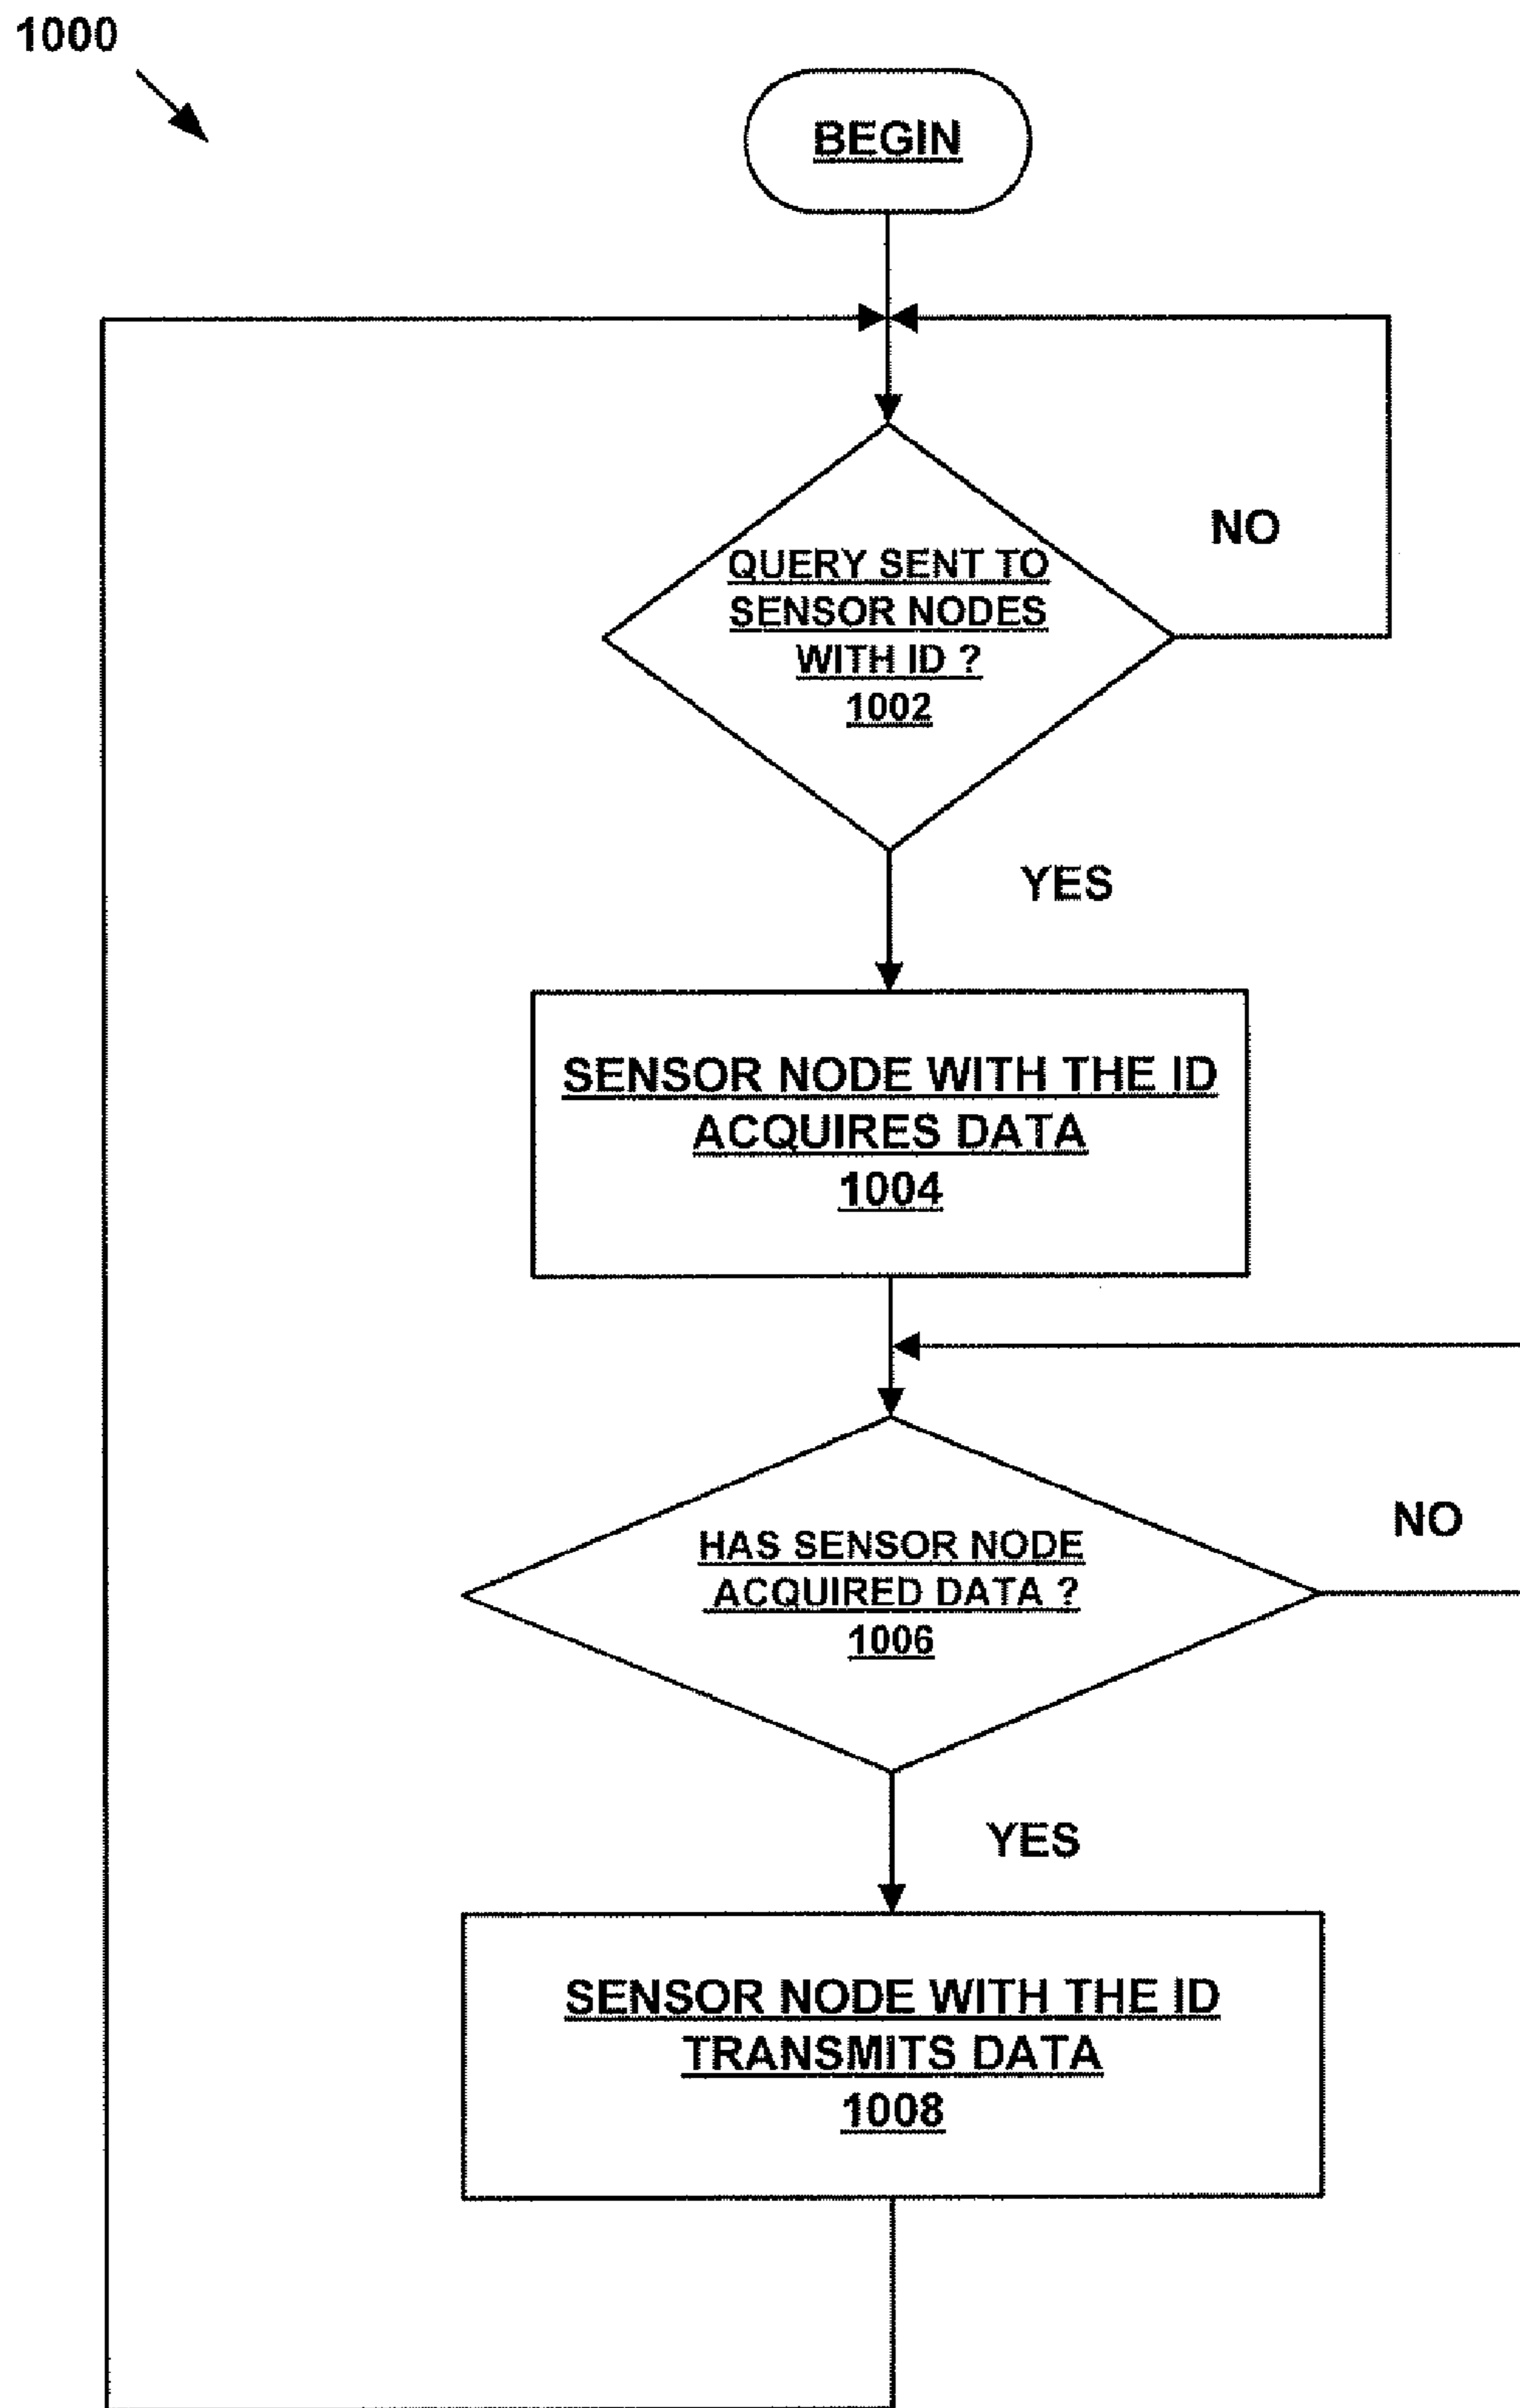 1000
BEGIN
NO
QUERY SENT TO
SENSOR NODES
WITH ID ?
1002
YES
SENSOR NODE WITH THE ID
ACQUIRES DATA
1004
NO
HAS SENSOR NODE
ACQUIRED DATA ?
1006
YES
SENSOR NODE WITH THE ID
TRANSMITS DATA
1008